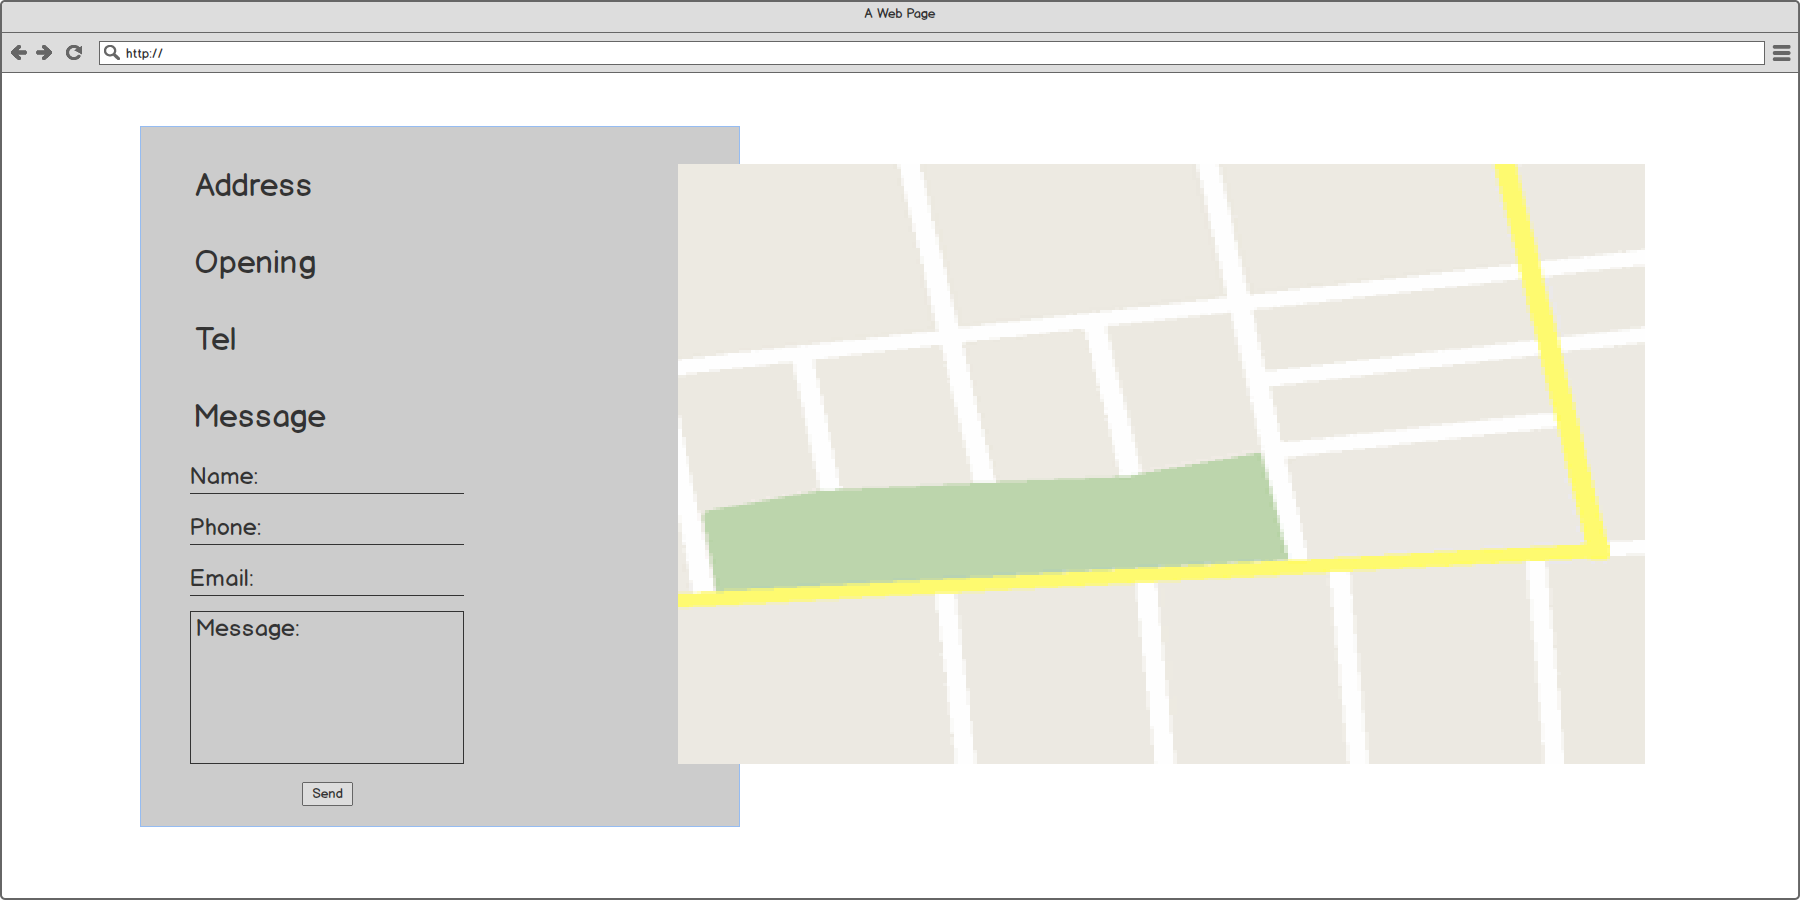 A Web Page
http://
Address
Opening
Tel
Message
Name:
Phone:
Email:
Message:
Send